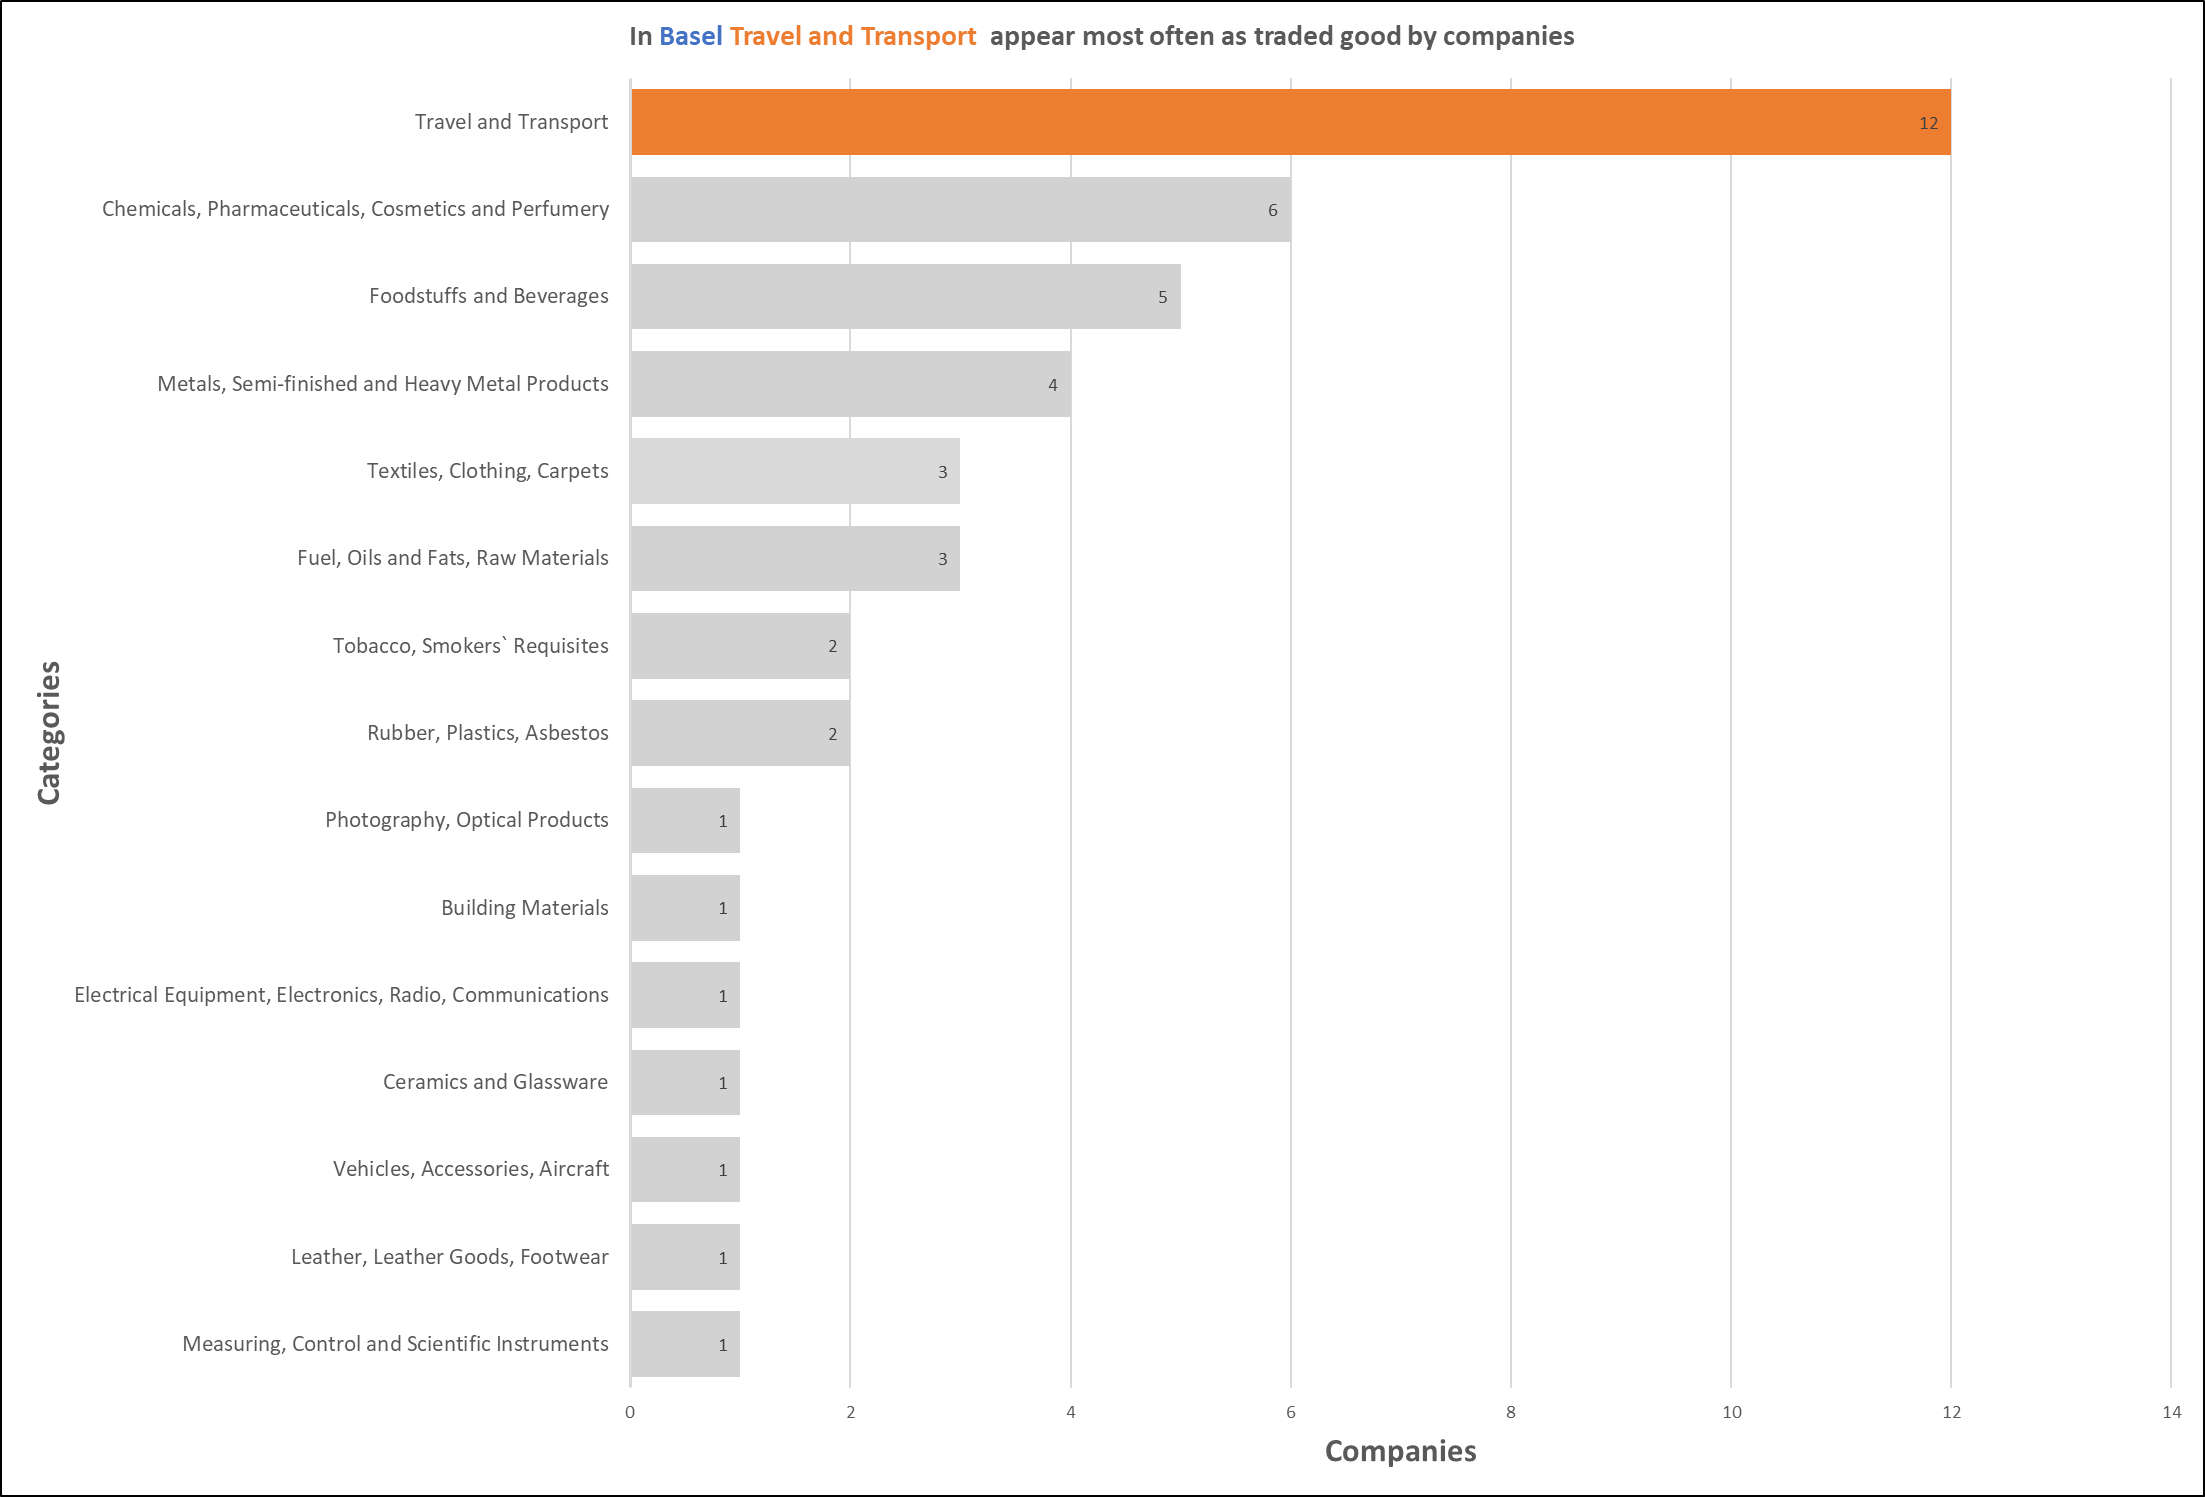 In Basel Travel and Transport appear most often as traded good by companies
Travel and Transport 12
Chemicals, Pharmaceuticals, Cosmetics and Perfumery 6
Foodstuffs and Beverages 5
Metals, Semi-finished and Heavy Metal Products 4
Textiles, Clothing, Carpets 3
Fuel, Oils and Fats, Raw Materials 3
Tobacco, Smokers` Requisites 2
Rubber, Plastics, Asbestos 2
Photography, Optical Products 1
Building Materials 1
Electrical Equipment, Electronics, Radio, Communications 1
Ceramics and Glassware 1
Vehicles, Accessories, Aircraft 1
Leather, Leather Goods, Footwear 1
Measuring, Control and Scientific Instruments 1
Categories
0 2 4 6 8 10 12 14
Companies